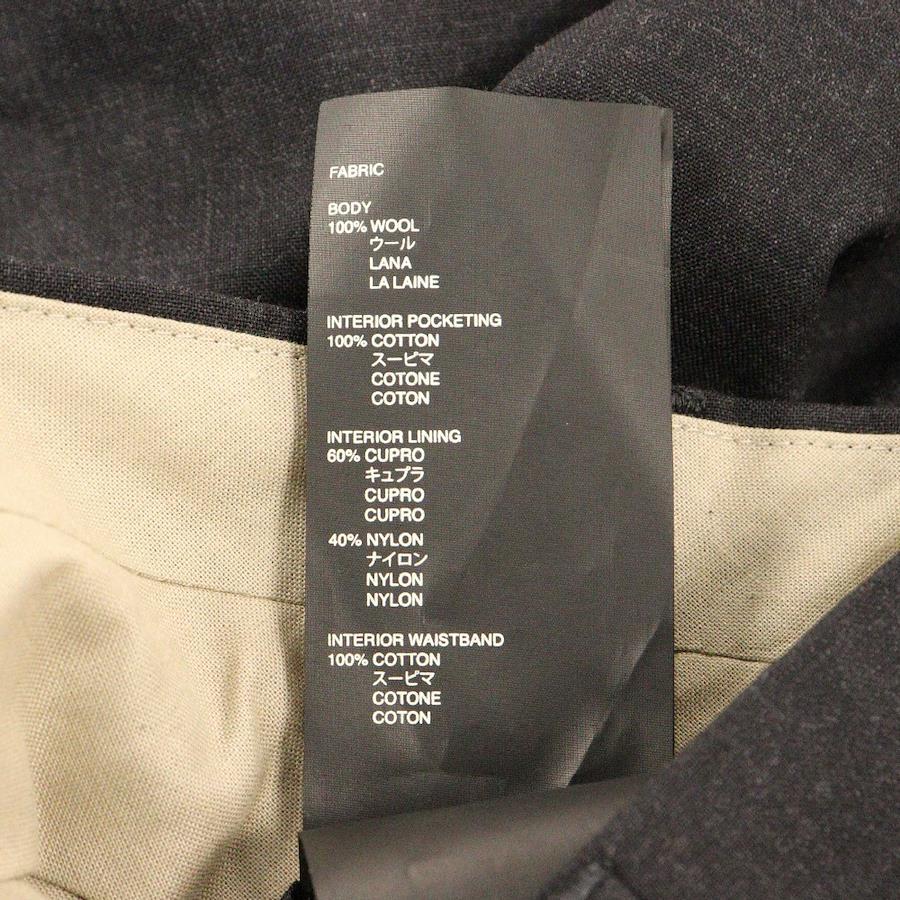 FABRIC
BODY
100% WOOL
ウール
LANA
LA LAINE
INTERIOR POCKETING
100% COTTON
スーピマ
COTONE
COTON
INTERIOR LINING
60% CUPRO
キュプラ
CUPRO
CUPRO
40% NYLON
ナイロン
NYLON
NYLON
INTERIOR WAISTBAND
100% COTTON
スーピマ
COTONE
COTON